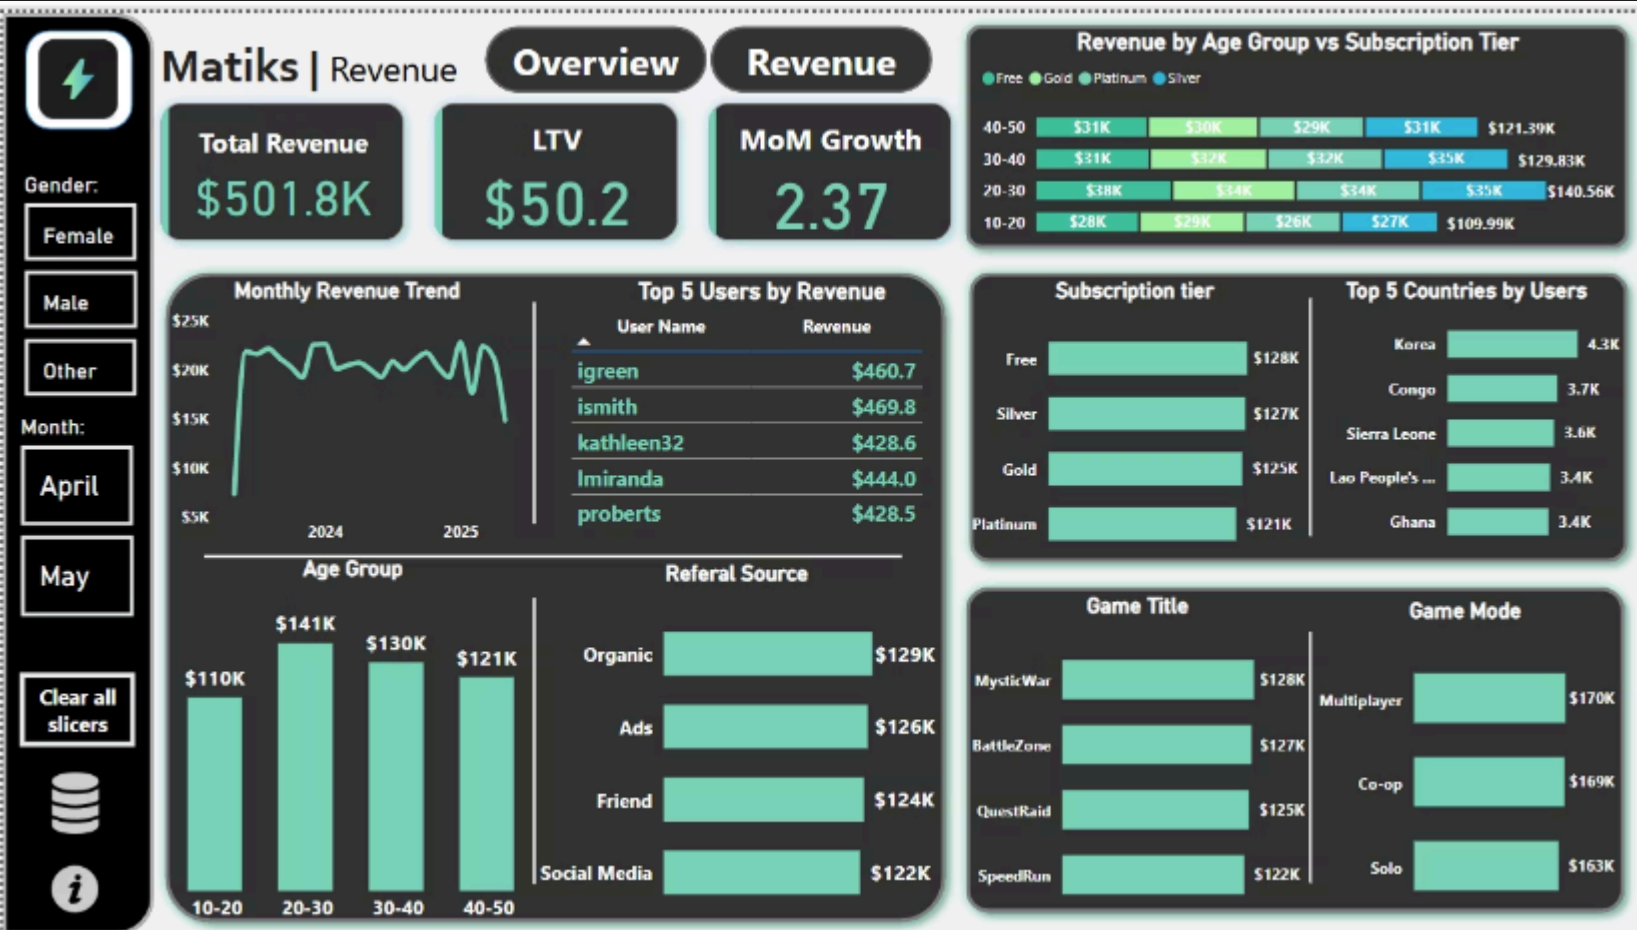 Matiks | Revenue
Overview
Revenue
Total Revenue
$501.8K
LTV
$50.2
MoM Growth
2.37
Gender:
Female
Male
Other
Month:
April
May
Clear all
slicers
i
Revenue by Age Group vs Subscription Tier
Free Gold Platinum Silver
40-50 $31K $30K $29K $31K $121.39K
30-40 $31K $32K $32K $35K $129.83K
20-30 $38K $34K $34K $35K $140.56K
10-20 $28K $29K $26K $27K $109.99K
Monthly Revenue Trend
$25K
$20K
$15K
$10K
$5K
2024 2025
Top 5 Users by Revenue
User Name Revenue
igreen $460.7
ismith $469.8
kathleen32 $428.6
lmiranda $444.0
proberts $428.5
Subscription tier
Free $128K
Silver $127K
Gold $125K
Platinum $121K
Top 5 Countries by Users
Korea 4.3K
Congo 3.7K
Sierra Leone 3.6K
Lao People's ... 3.4K
Ghana 3.4K
Age Group
$110K $141K $130K $121K
10-20 20-30 30-40 40-50
Referal Source
Organic $129K
Ads $126K
Friend $124K
Social Media $122K
Game Title
MysticWar $128K
BattleZone $127K
QuestRaid $125K
SpeedRun $122K
Game Mode
Multiplayer $170K
Co-op $169K
Solo $163K